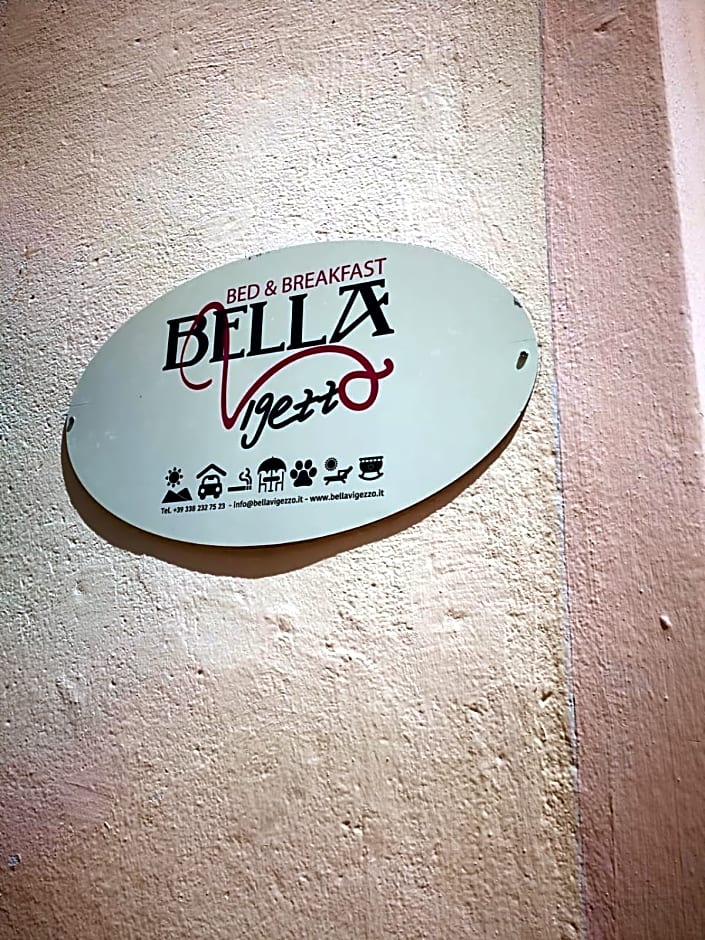 BED & BREAKFAST
BELLA
Vigezzo
Tel. +39 338 232 75 23 - info@bellavigezzo.it - www.bellavigezzo.it